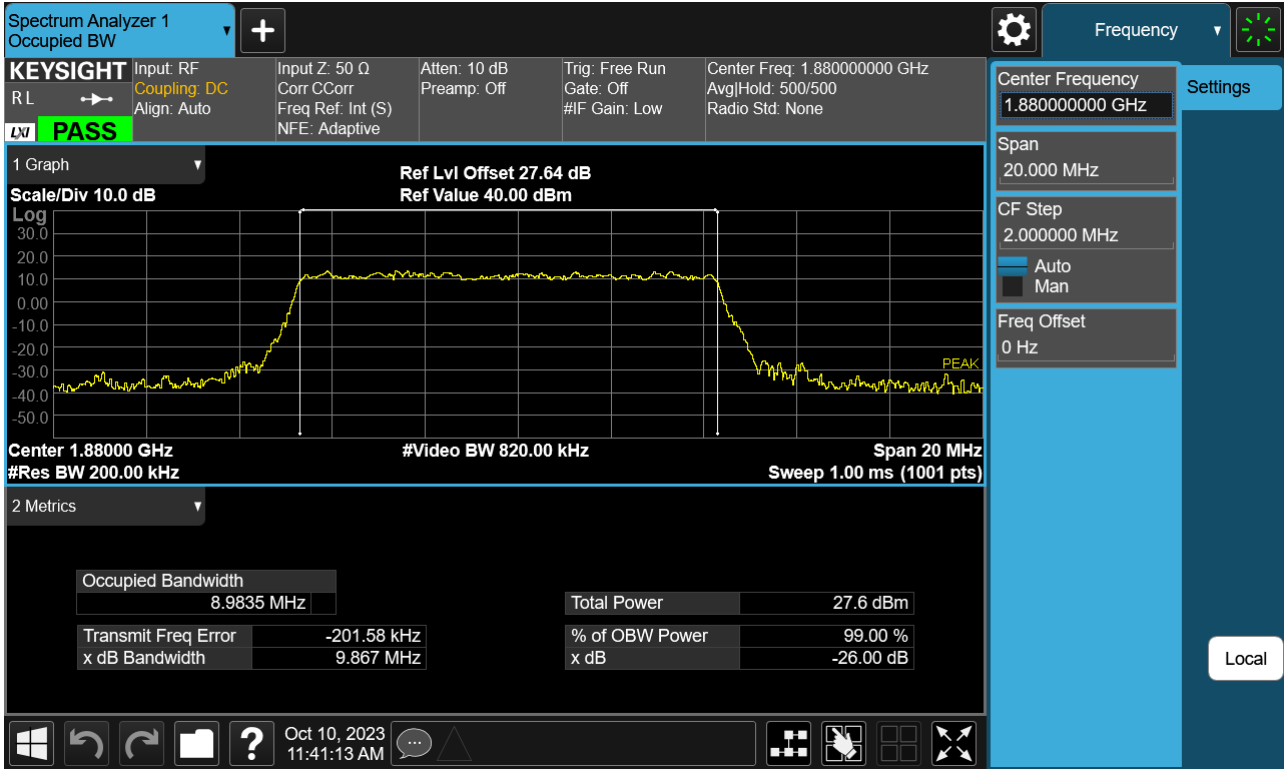 Spectrum Analyzer 1
Occupied BW
Frequency
KEYSIGHT
R L
LXI
PASS
Input: RF
Coupling: DC
Align: Auto
Input Z: 50 Ω
Corr CCorr
Freq Ref: Int (S)
NFE: Adaptive
Atten: 10 dB
Preamp: Off
Trig: Free Run
Gate: Off
#IF Gain: Low
Center Freq: 1.880000000 GHz
Avg|Hold: 500/500
Radio Std: None
Center Frequency
1.880000000 GHz
Settings
Span
20.000 MHz
CF Step
2.000000 MHz
Auto
Man
Freq Offset
0 Hz
Local
1 Graph
Ref Lvl Offset 27.64 dB
Scale/Div 10.0 dB
Ref Value 40.00 dBm
Log
30.0
20.0
10.0
0.00
-10.0
-20.0
-30.0
-40.0
-50.0
PEAK
Center 1.88000 GHz
#Video BW 820.00 kHz
Span 20 MHz
#Res BW 200.00 kHz
Sweep 1.00 ms (1001 pts)
2 Metrics
Occupied Bandwidth
8.9835 MHz
Total Power 27.6 dBm
Transmit Freq Error -201.58 kHz
% of OBW Power 99.00 %
x dB Bandwidth 9.867 MHz
x dB -26.00 dB
?
Oct 10, 2023
11:41:13 AM